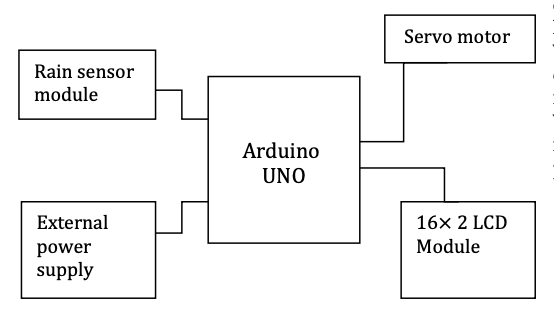 Servo motor
Rain sensor
module
Arduino
UNO
External
power
supply
16× 2 LCD
Module